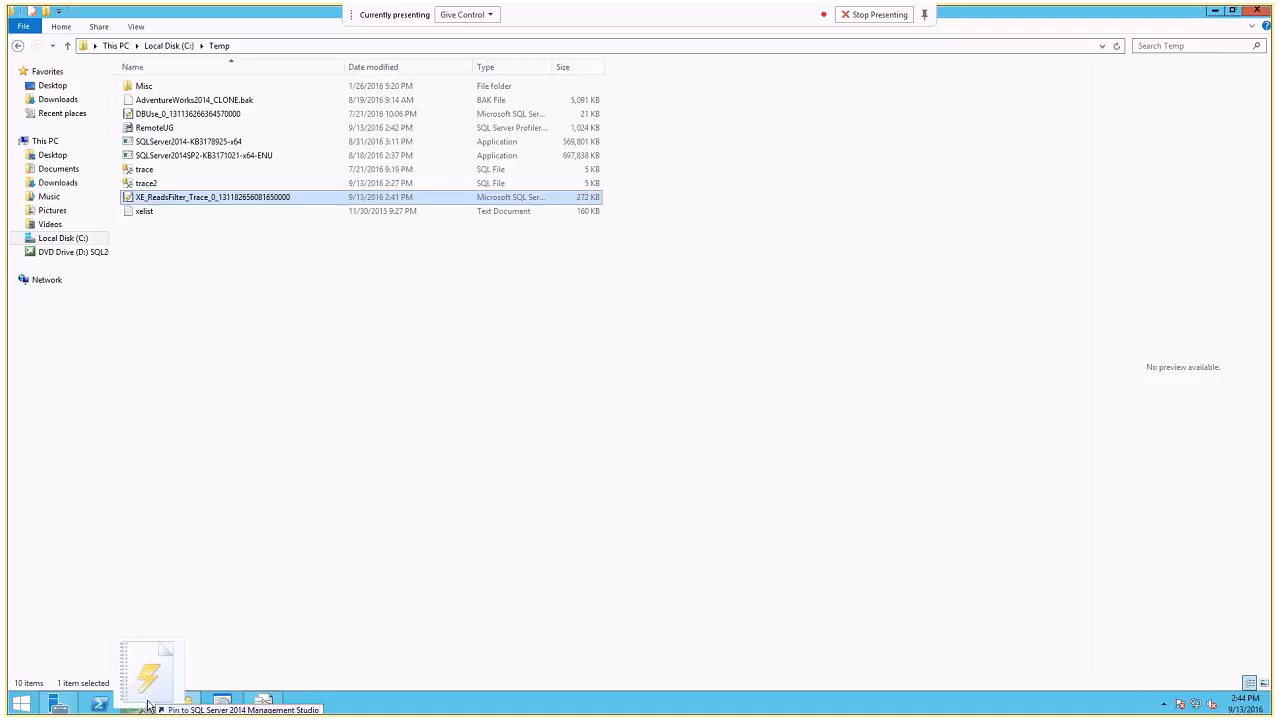 Currently presenting
Give Control
Stop Presenting
File
Home
Share
View
This PC
Local Disk (C:)
Temp
Search Temp
Name
Date modified
Type
Size
Favorites
Desktop
Downloads
Recent places
This PC
Desktop
Documents
Downloads
Music
Pictures
Videos
Local Disk (C:)
DVD Drive (D:) SQL2
Network
Misc 1/26/2016 5:20 PM File folder
AdventureWorks2014_CLONE.bak 8/19/2016 9:14 AM BAK File 5,091 KB
DBUse_0_131136266364570000 7/21/2016 10:06 PM Microsoft SQL Ser... 21 KB
RemoteUG 9/13/2016 2:42 PM SQL Server Profiler... 1,024 KB
SQLServer2014-KB3178925-x64 8/31/2016 3:11 PM Application 569,801 KB
SQLServer2014SP2-KB3171021-x64-ENU 8/18/2016 2:37 PM Application 697,838 KB
trace 7/21/2016 9:19 PM SQL File 5 KB
trace2 9/13/2016 2:27 PM SQL File 5 KB
XE_ReadsFilter_Trace_0_131182656081650000 9/13/2016 2:41 PM Microsoft SQL Ser... 272 KB
xelist 11/30/2015 9:27 PM Text Document 160 KB
No preview available.
10 items 1 item selected
Pin to SQL Server 2014 Management Studio
2:44 PM
9/13/2016